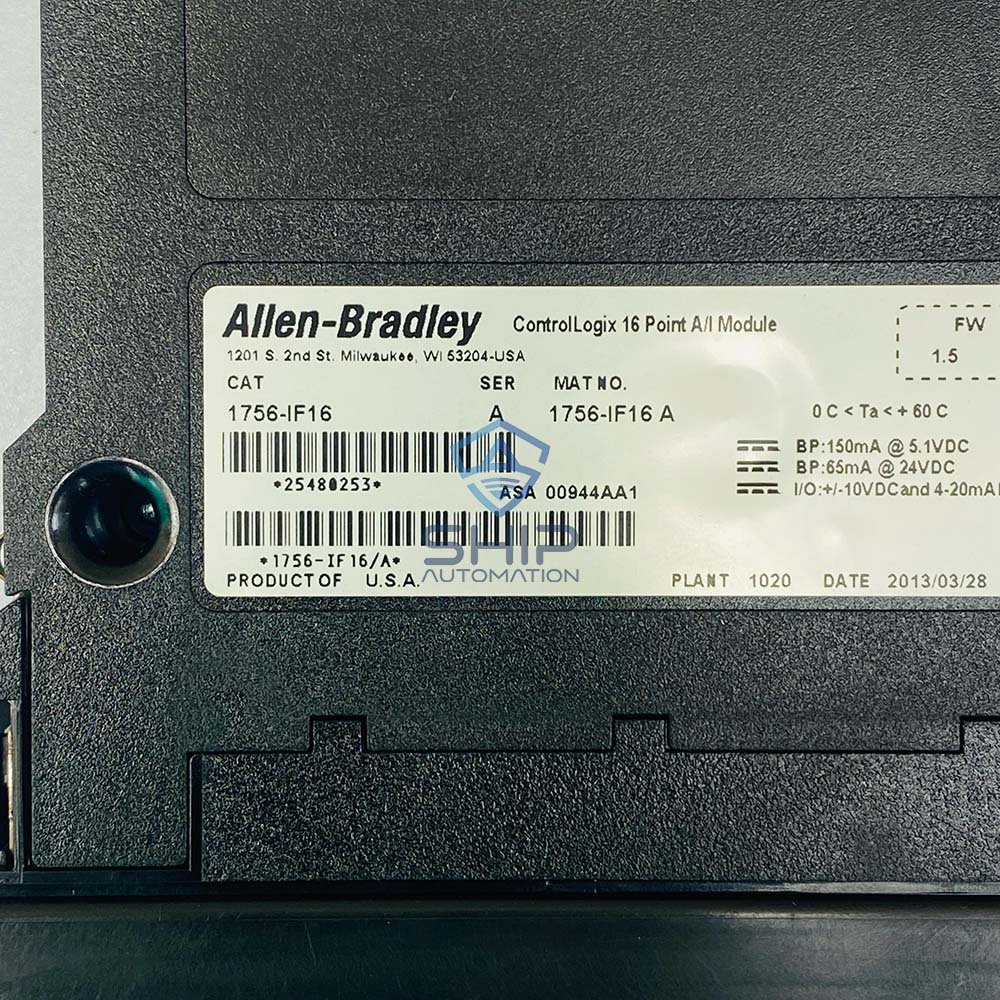 Allen-Bradley ControlLogix 16 Point A/I Module FW
1201 S. 2nd St. Milwaukee, WI 53204-USA 1.5
CAT SER MAT NO.
1756-IF16 A 1756-IF16 A 0 C < Ta < + 60 C
BP:150mA @ 5.1VDC
BP:65mA @ 24VDC
I/O:+/-10VDC and 4-20mA
*25480253* ASA 00944AA1
SHIP
AUTOMATION
*1756-IF16/A*
PRODUCT OF U.S.A. PLANT 1020 DATE 2013/03/28